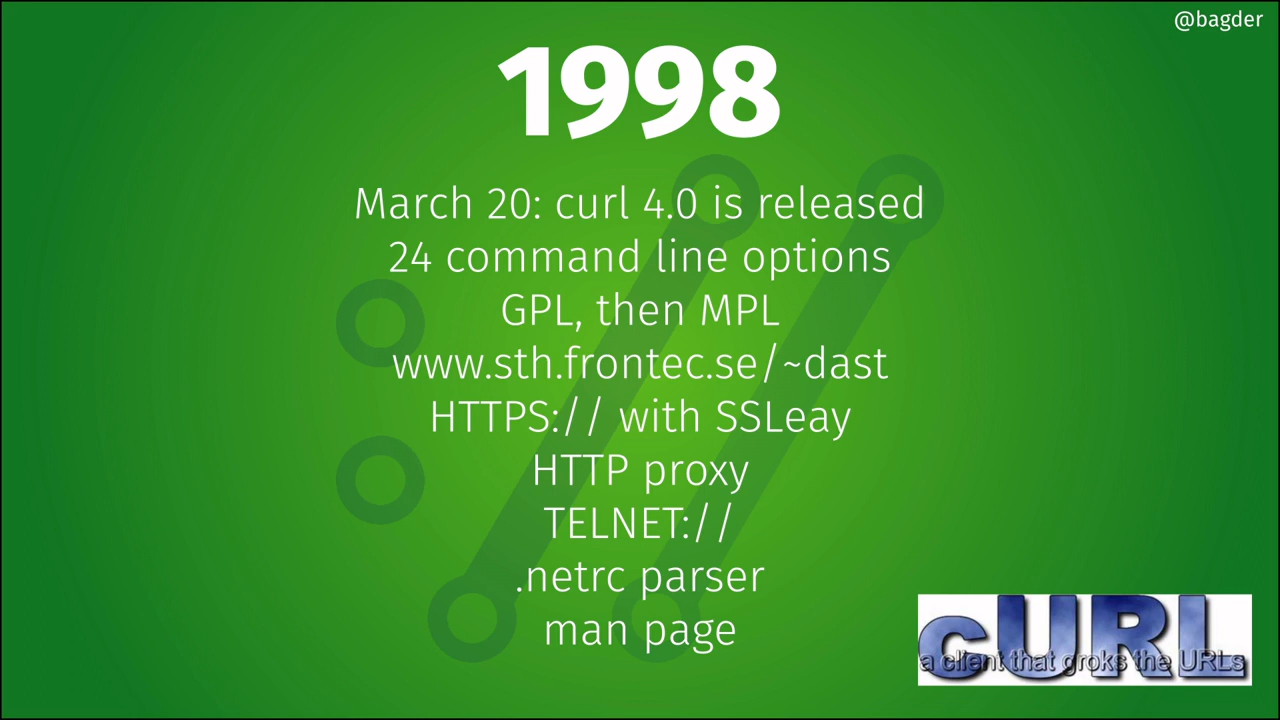 @bagder
1998
March 20: curl 4.0 is released
24 command line options
GPL, then MPL
www.sth.frontec.se/~dast
HTTPS:// with SSLeay
HTTP proxy
TELNET://
.netrc parser
man page
cURL
a client that groks the URLs